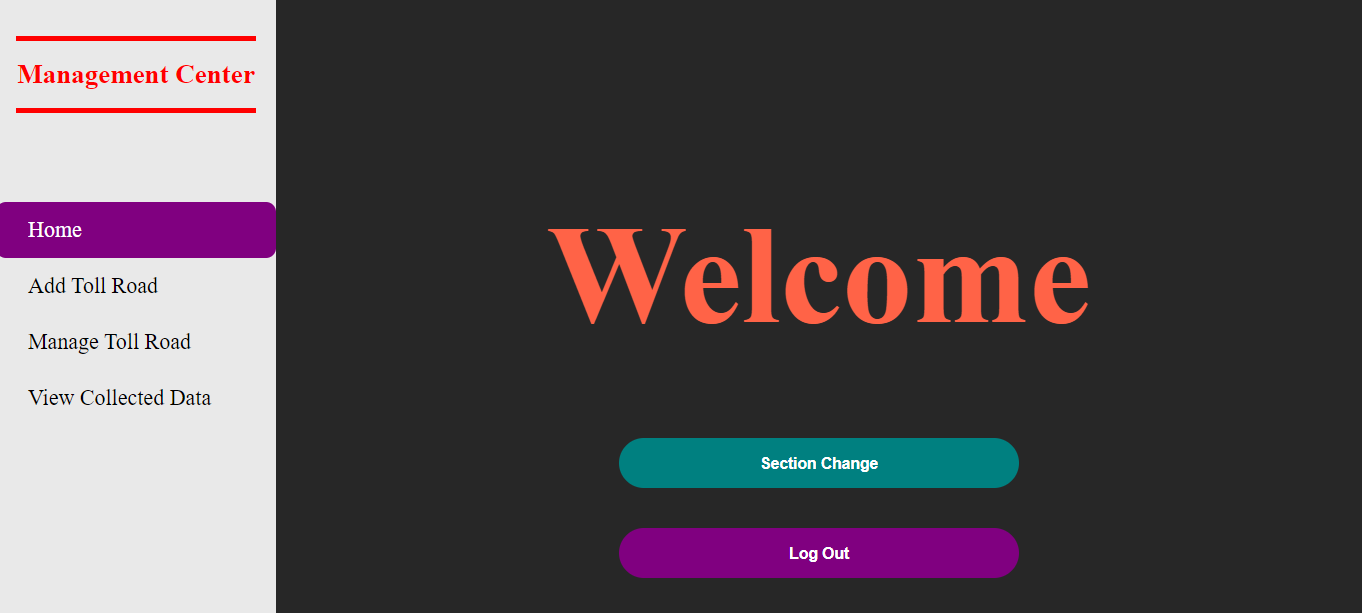 Management Center
Home
Add Toll Road
Manage Toll Road
View Collected Data
Welcome
Section Change
Log Out